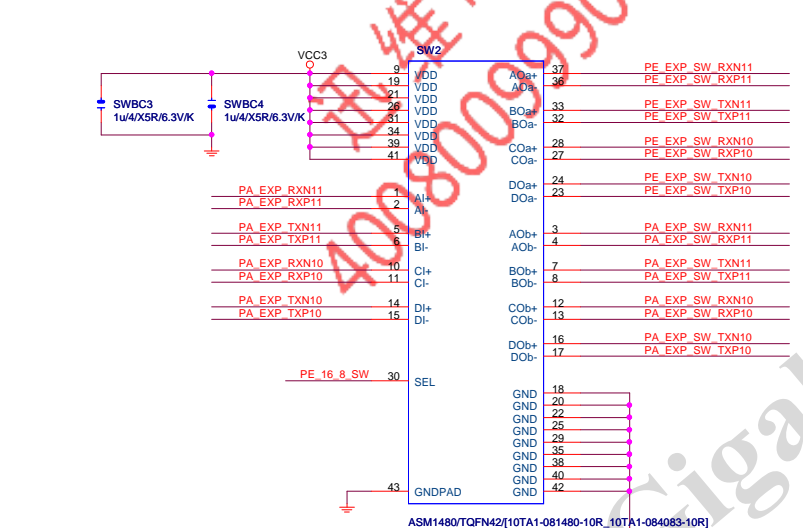 SW2
VCC3
SWBC3
1u/4/X5R/6.3V/K
SWBC4
1u/4/X5R/6.3V/K
9 VDD
19 VDD
21 VDD
26 VDD
31 VDD
34 VDD
39 VDD
41 VDD
PA_EXP_RXN11 1 AI+
PA_EXP_RXP11 2 AI-
PA_EXP_TXN11 5 BI+
PA_EXP_TXP11 6 BI-
PA_EXP_RXN10 10 CI+
PA_EXP_RXP10 11 CI-
PA_EXP_TXN10 14 DI+
PA_EXP_TXP10 15 DI-
PE_16_8_SW 30 SEL
43 GNDPAD
AOa+ 37 PE_EXP_SW_RXN11
AOa- 36 PE_EXP_SW_RXP11
BOa+ 33 PE_EXP_SW_TXN11
BOa- 32 PE_EXP_SW_TXP11
COa+ 28 PE_EXP_SW_RXN10
COa- 27 PE_EXP_SW_RXP10
DOa+ 24 PE_EXP_SW_TXN10
DOa- 23 PE_EXP_SW_TXP10
AOb+ 3 PA_EXP_SW_RXN11
AOb- 4 PA_EXP_SW_RXP11
BOb+ 7 PA_EXP_SW_TXN11
BOb- 8 PA_EXP_SW_TXP11
COb+ 12 PA_EXP_SW_RXN10
COb- 13 PA_EXP_SW_RXP10
DOb+ 16 PA_EXP_SW_TXN10
DOb- 17 PA_EXP_SW_TXP10
GND 18
GND 20
GND 22
GND 25
GND 29
GND 35
GND 38
GND 40
GND 42
ASM1480/TQFN42/[10TA1-081480-10R_10TA1-084083-10R]
迅维
4008009990
Giga